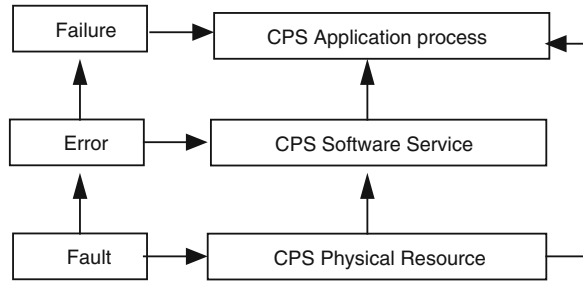 Failure
CPS Application process
Error
CPS Software Service
Fault
CPS Physical Resource